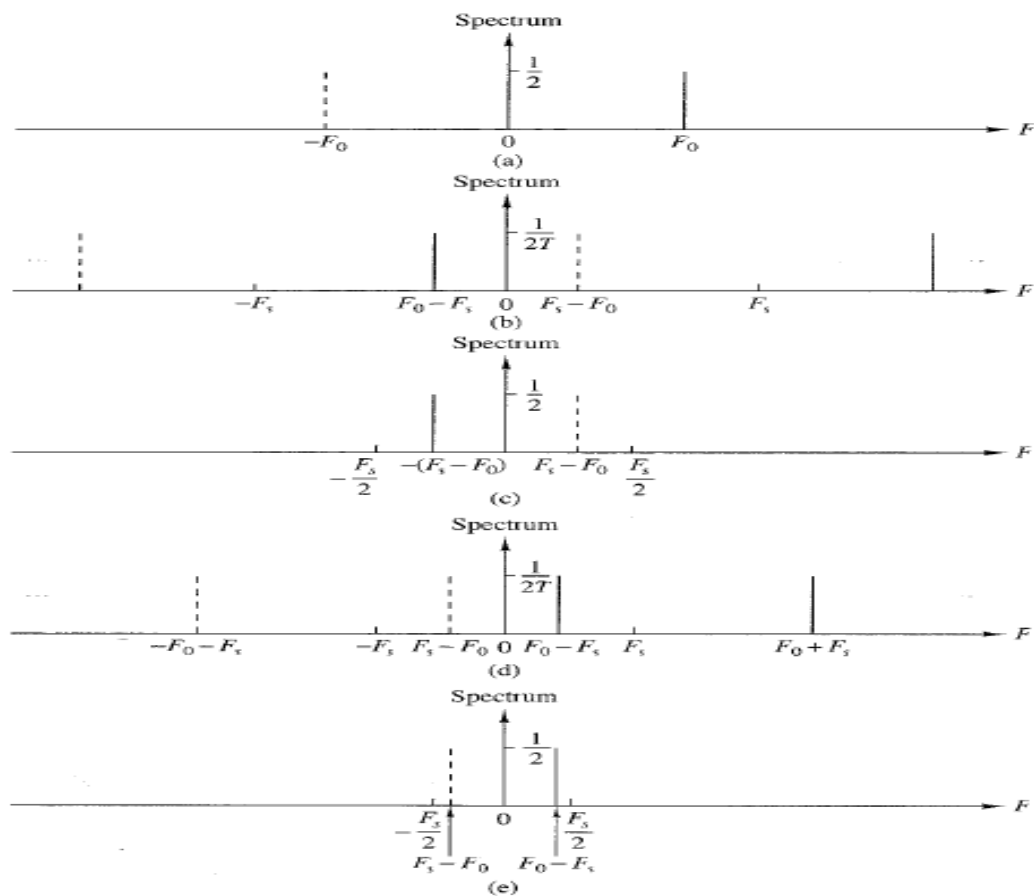 Spectrum
1/2
−F₀ 0 F₀ F
(a)
Spectrum
1/2T
... ...
−Fₛ F₀ − Fₛ 0 Fₛ − F₀ Fₛ F
(b)
Spectrum
1/2
−Fₛ/2 −(Fₛ − F₀) Fₛ − F₀ Fₛ/2 F
(c)
Spectrum
1/2T
... ...
−F₀ − Fₛ −Fₛ Fₛ − F₀ 0 F₀ − Fₛ Fₛ F₀ + Fₛ F
(d)
Spectrum
1/2
−Fₛ/2 0 Fₛ/2 F
Fₛ − F₀ F₀ − Fₛ
(e)